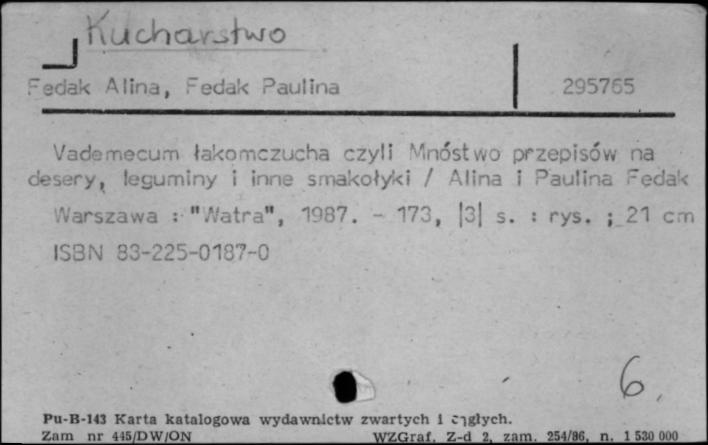 Kucharstwo
Fedak Alina, Fedak Paulina 295765
Vademecum łakomczucha czyli Mnóstwo przepisów na
desery, leguminy i inne smakołyki / Alina i Paulina Fedak
Warszawa : "Watra", 1987. - 173, |3| s. : rys. ; 21 cm
ISBN 83-225-0187-0
6.
Pu-B-143 Karta katalogowa wydawnictw zwartych i ciągłych.
Zam nr 445/DW/ON WZGraf. Z-d 2, zam. 254/86, n. 1 530 000